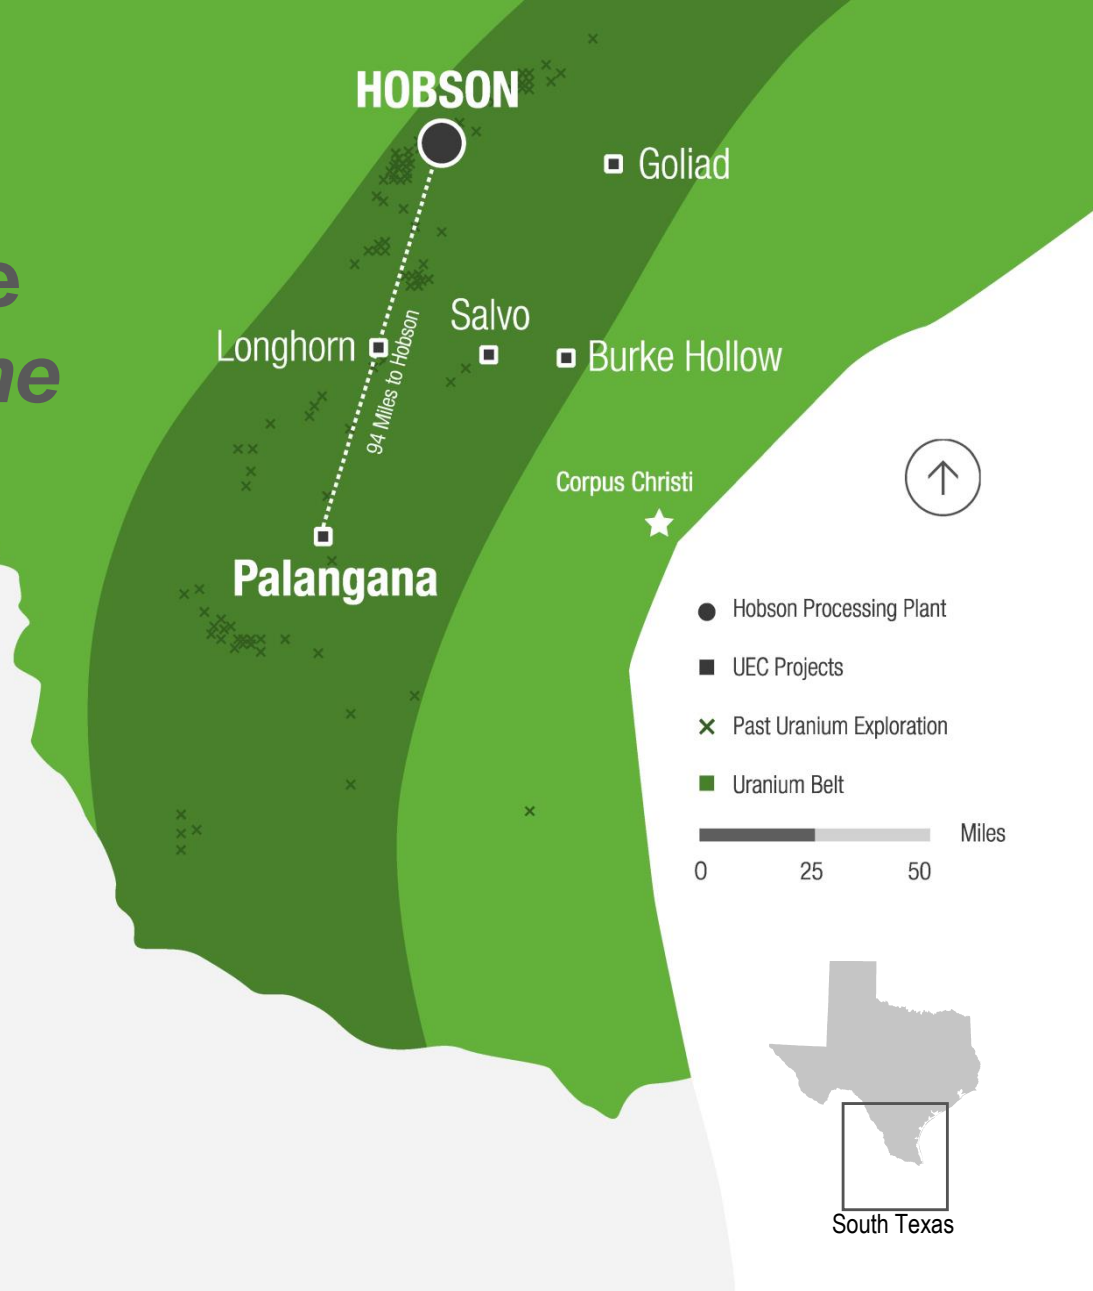 HOBSON
Goliad
Salvo
Longhorn
Burke Hollow
94 Miles to Hobson
Corpus Christi
Palangana
Hobson Processing Plant
UEC Projects
Past Uranium Exploration
Uranium Belt
Miles
0 25 50
South Texas